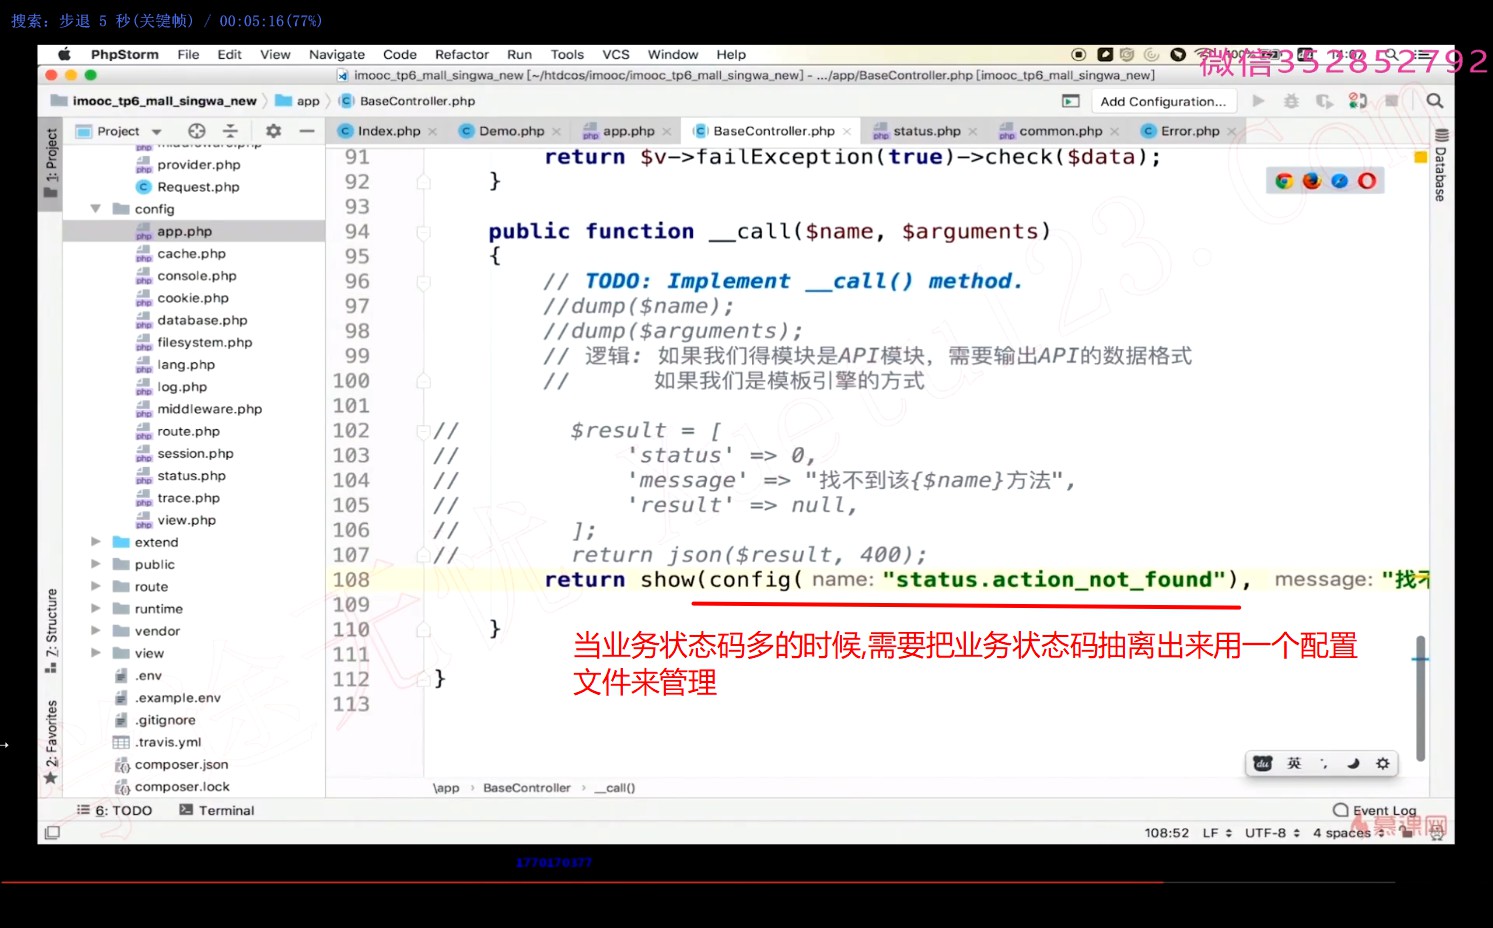 搜索: 步退 5 秒(关键帧) / 00:05:16(77%)
PhpStorm File Edit View Navigate Code Refactor Run Tools VCS Window Help
微信352852792
imooc_tp6_mall_singwa_new [~/htdcos/imooc/imooc_tp6_mall_singwa_new] - .../app/BaseController.php [imooc_tp6_mall_singwa_new]
imooc_tp6_mall_singwa_new app BaseController.php Add Configuration...
Project Index.php Demo.php app.php BaseController.php status.php common.php Error.php
1: Project
Database
middleware.php
provider.php
Request.php
config
app.php
cache.php
console.php
cookie.php
database.php
filesystem.php
lang.php
log.php
middleware.php
route.php
session.php
status.php
trace.php
view.php
extend
public
route
runtime
vendor
view
.env
.example.env
.gitignore
.travis.yml
composer.json
composer.lock
7: Structure
2: Favorites
91 return $v->failException(true)->check($data);
92 }
93
94 public function __call($name, $arguments)
95 {
96 // TODO: Implement __call() method.
97 //dump($name);
98 //dump($arguments);
99 // 逻辑: 如果我们得模块是API模块, 需要输出API的数据格式
100 // 如果我们是模板引擎的方式
101
102 // $result = [
103 // 'status' => 0,
104 // 'message' => "找不到该{$name}方法",
105 // 'result' => null,
106 // ];
107 // return json($result, 400);
108 return show(config( name: "status.action_not_found"), message: "找不
109
110 }
111
112 }
113
当业务状态码多的时候,需要把业务状态码抽离出来用一个配置
文件来管理
du 英
\app › BaseController › __call()
6: TODO Terminal Event Log
108:52 LF UTF-8 4 spaces
慕课网